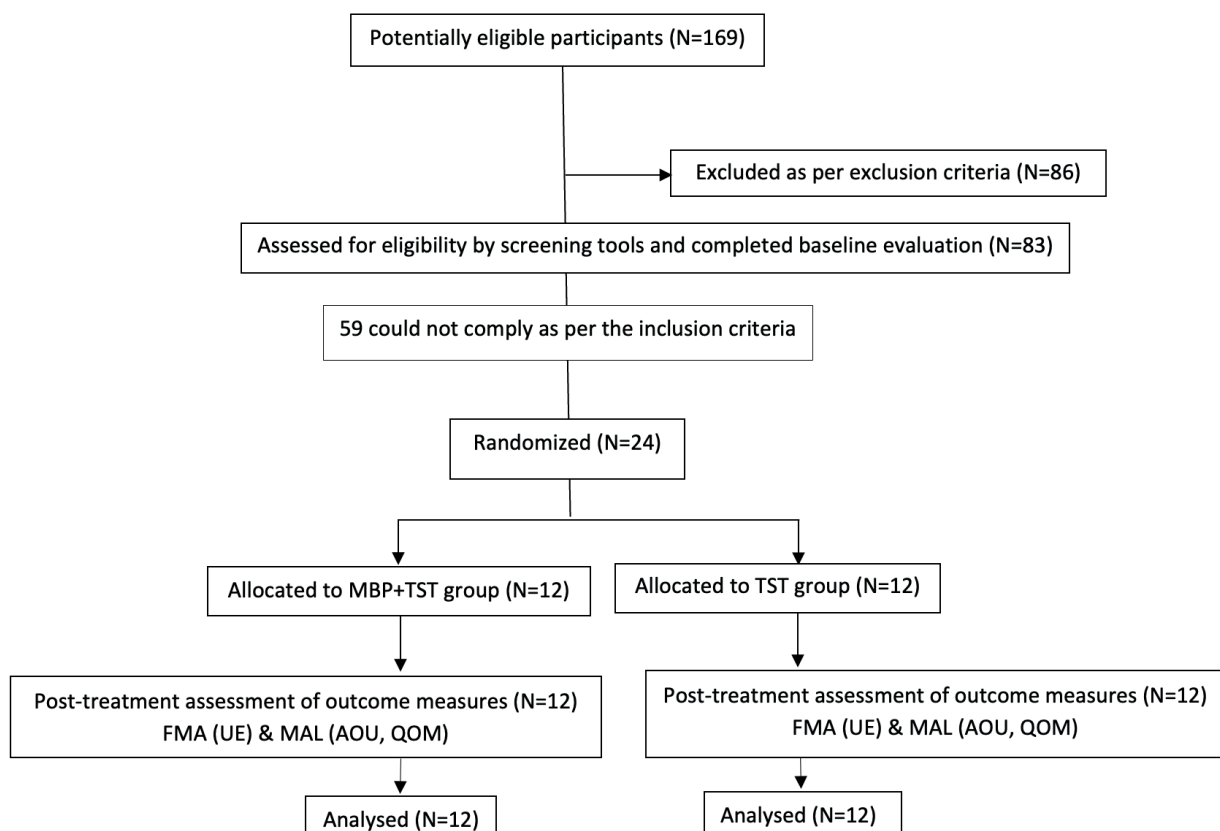 Potentially eligible participants (N=169)
Excluded as per exclusion criteria (N=86)
Assessed for eligibility by screening tools and completed baseline evaluation (N=83)
59 could not comply as per the inclusion criteria
Randomized (N=24)
Allocated to MBP+TST group (N=12)
Allocated to TST group (N=12)
Post-treatment assessment of outcome measures (N=12)
FMA (UE) & MAL (AOU, QOM)
Post-treatment assessment of outcome measures (N=12)
FMA (UE) & MAL (AOU, QOM)
Analysed (N=12)
Analysed (N=12)